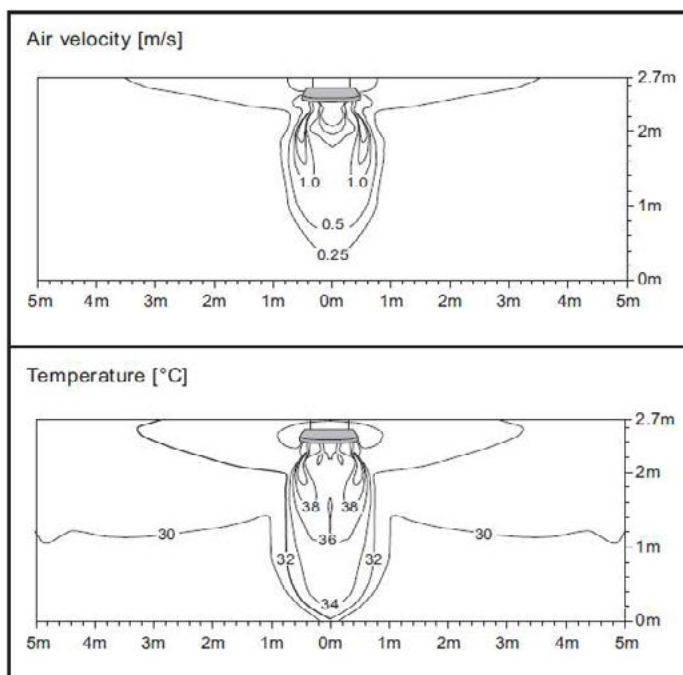 Air velocity [m/s]
2.7m
2m
1.0 1.0
1m
0.5
0.25
0m
5m 4m 3m 2m 1m 0m 1m 2m 3m 4m 5m
Temperature [°C]
2.7m
2m
38 38
30 36 30
1m
32 32
34
0m
5m 4m 3m 2m 1m 0m 1m 2m 3m 4m 5m